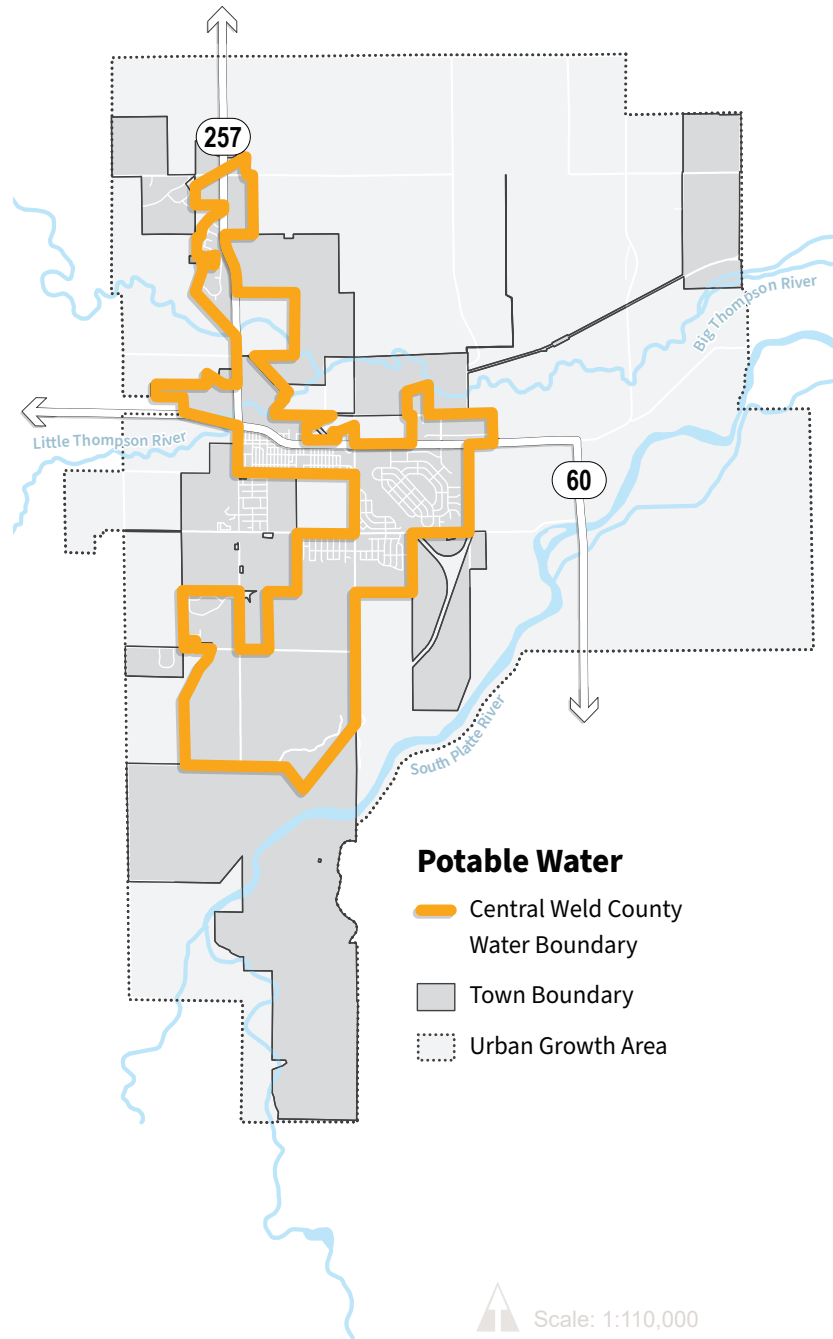 257
Big Thompson River
Little Thompson River
60
South Platte River
Potable Water
Central Weld County
Water Boundary
Town Boundary
Urban Growth Area
Scale: 1:110,000